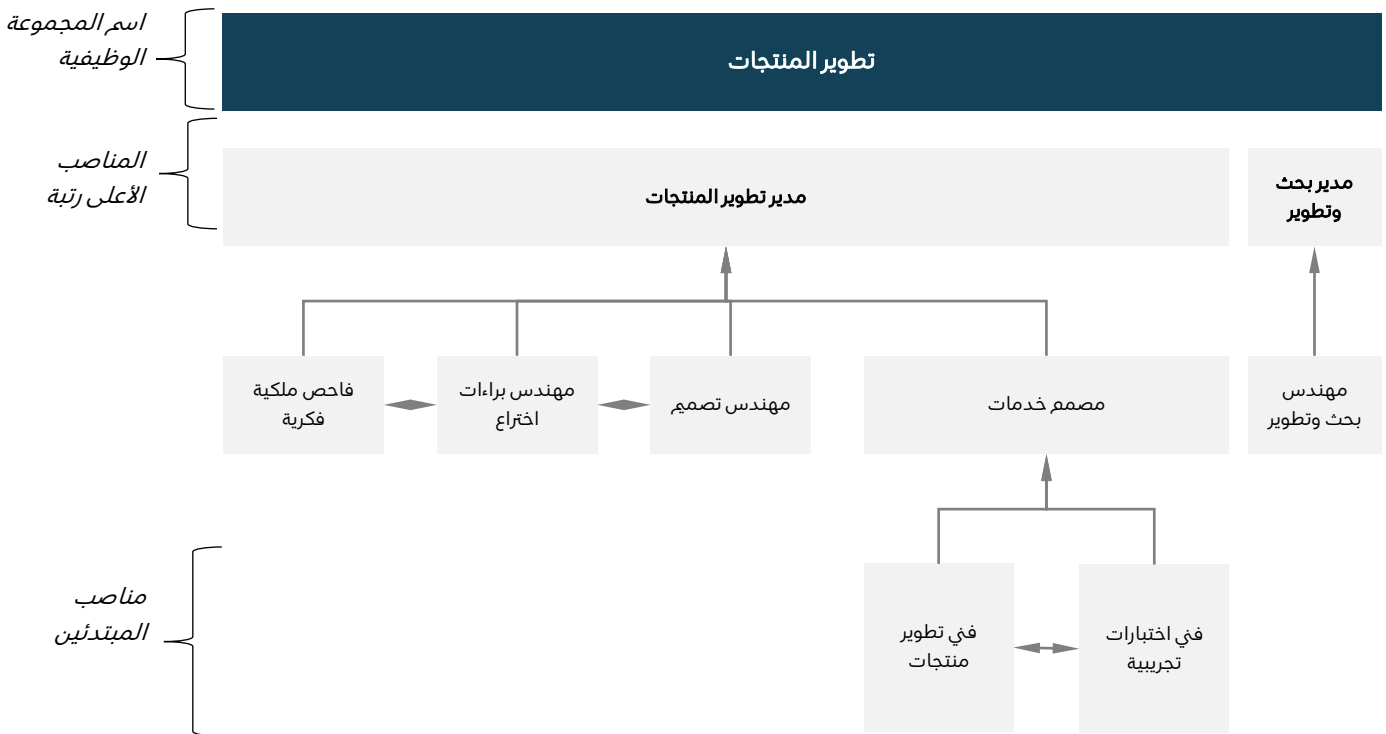 اسم المجموعة
الوظيفية
تطوير المنتجات
المناصب
الأعلى رتبة
مدير بحث
وتطوير
مدير تطوير المنتجات
مهندس
بحث وتطوير
مصمم خدمات
مهندس تصميم
مهندس براءات
اختراع
فاحص ملكية
فكرية
مناصب
المبتدئين
فني اختبارات
تجريبية
فني تطوير
منتجات